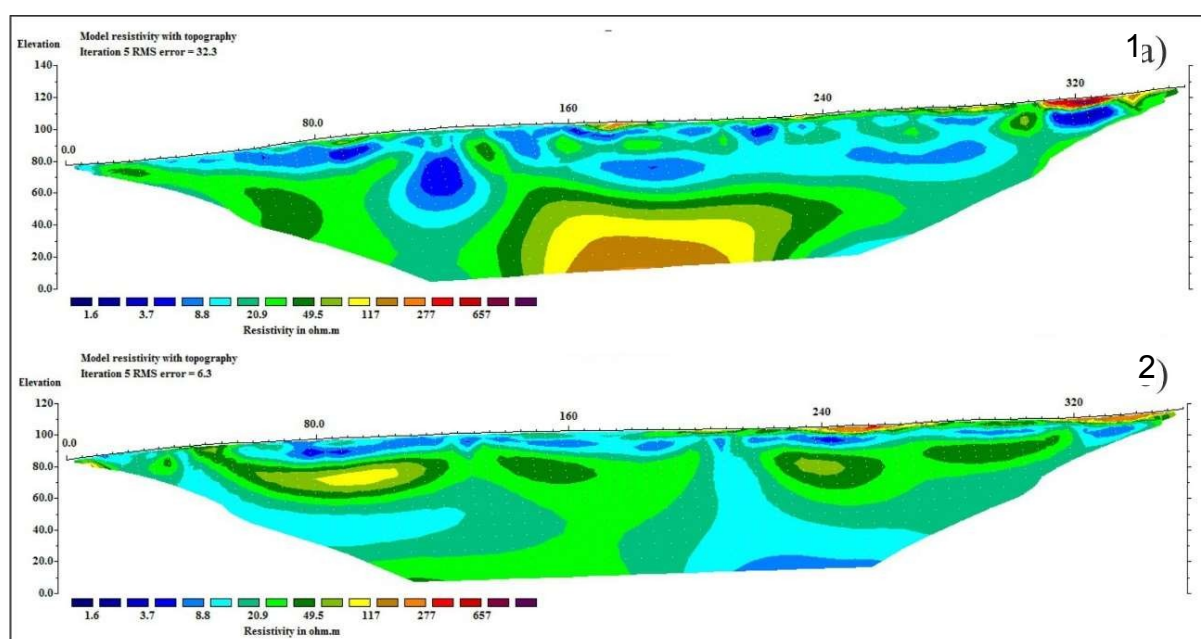 Model resistivity with topography
1a)
Elevation Iteration 5 RMS error = 32.3
140
320
120
240
160
100
80.0
80.0
0.0
60.0
40.0
20.0
0.0
1.6 3.7 8.8 20.9 49.5 117 277 657
Resistivity in ohm.m
Model resistivity with topography
2)
Iteration 5 RMS error = 6.3
Elevation
120
320
240
160
100
80.0
0.0
80.0
60.0
40.0
20.0
0.0
1.6 3.7 8.8 20.9 49.5 117 277 657
Resistivity in ohm.m